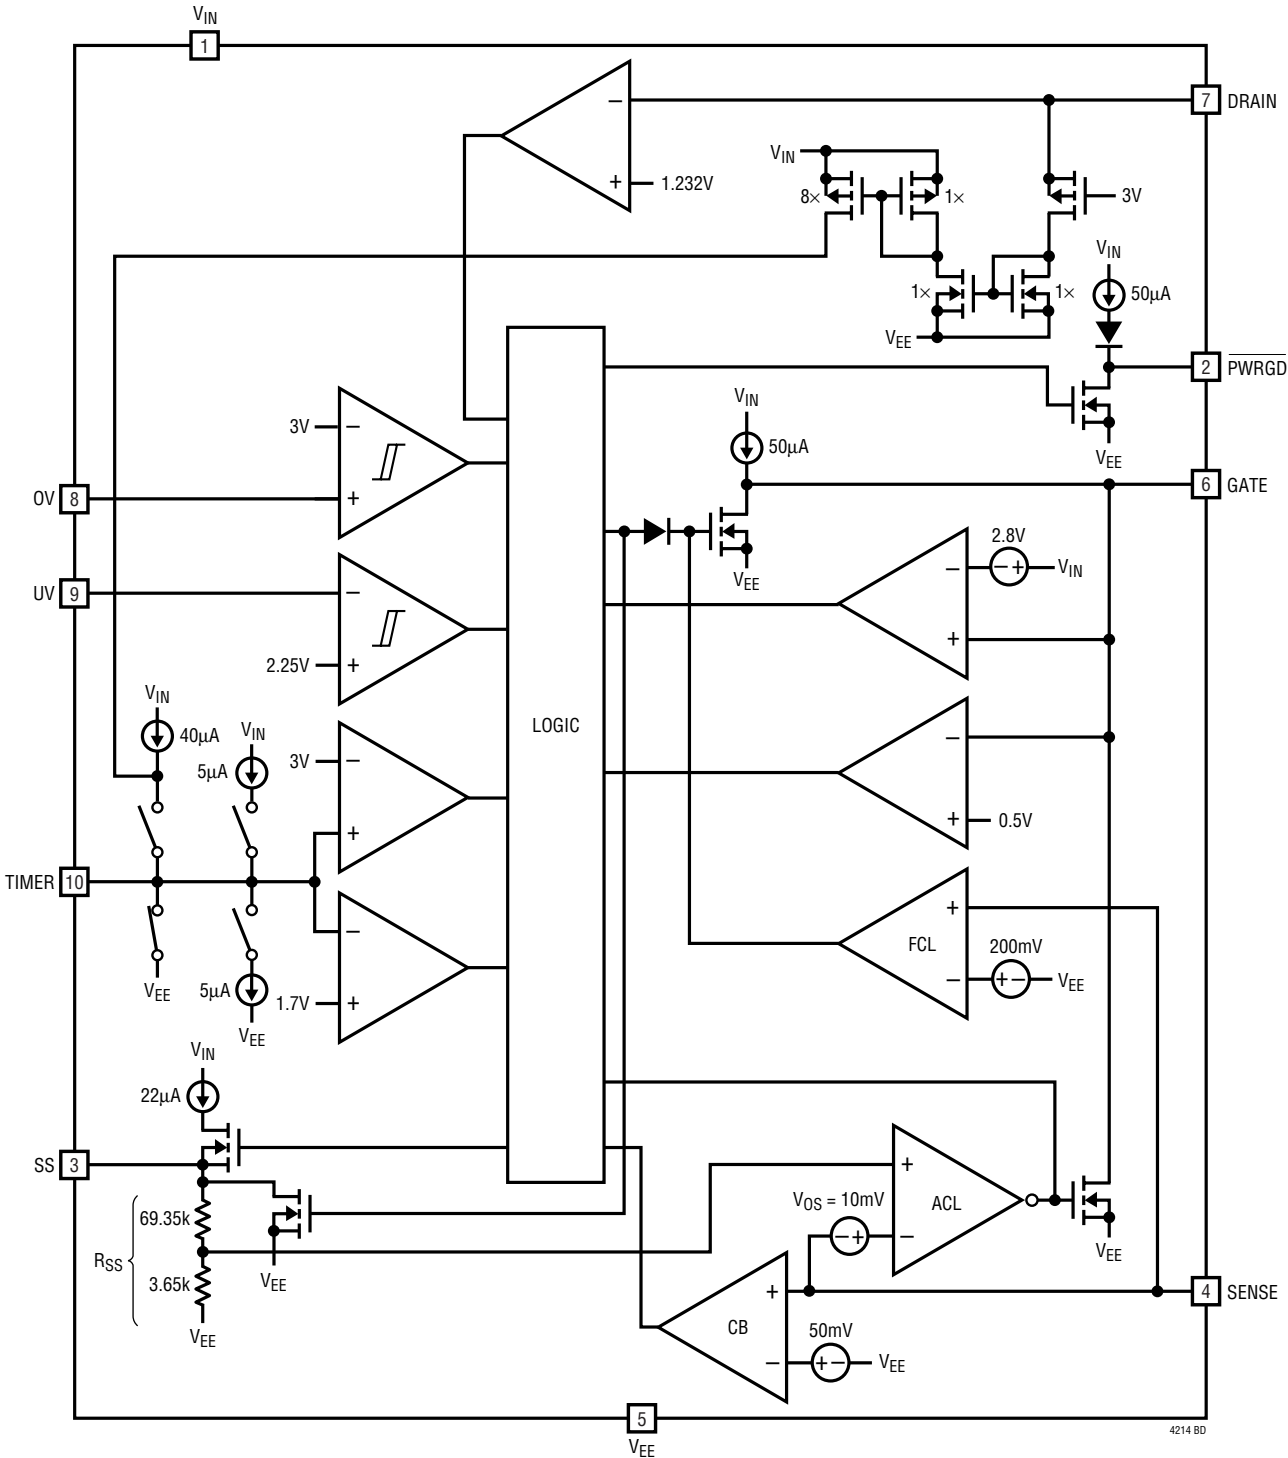 VIN
1
7 DRAIN
−
+ 1.232V
VIN
8×
1×
3V
1×
1×
VEE
VIN
50µA
2 PWRGD
VEE
VIN
50µA
VEE
6 GATE
3V −
+
OV 8
UV 9
−
2.25V +
LOGIC
2.8V
− +
VIN
−
+
−
+ 0.5V
VIN
40µA
VIN
5µA
3V −
+
TIMER 10
VEE
5µA
VEE
−
1.7V +
FCL
+
−
200mV
+ −
VEE
VIN
22µA
SS 3
69.35k
RSS
3.65k
VEE
VEE
VOS = 10mV
− +
+
−
ACL
VEE
4 SENSE
CB
+
−
50mV
+ −
VEE
5
VEE
4214 BD